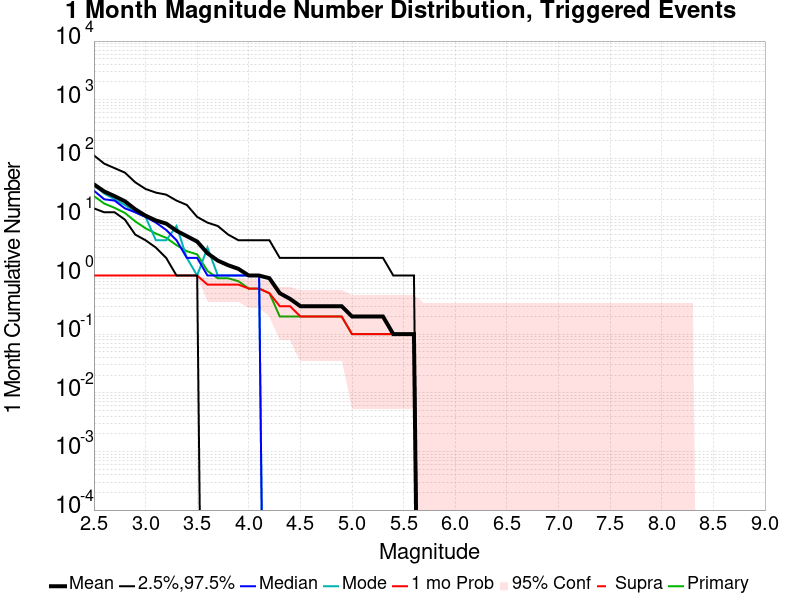 1 Month Magnitude Number Distribution, Triggered Events
1 Month Cumulative Number
10 4
10 3
10 2
10 1
10 0
10 -1
10 -2
10 -3
10 -4
2.5 3.0 3.5 4.0 4.5 5.0 5.5 6.0 6.5 7.0 7.5 8.0 8.5 9.0
Magnitude
Mean 2.5%,97.5% Median Mode 1 mo Prob 95% Conf Supra Primary